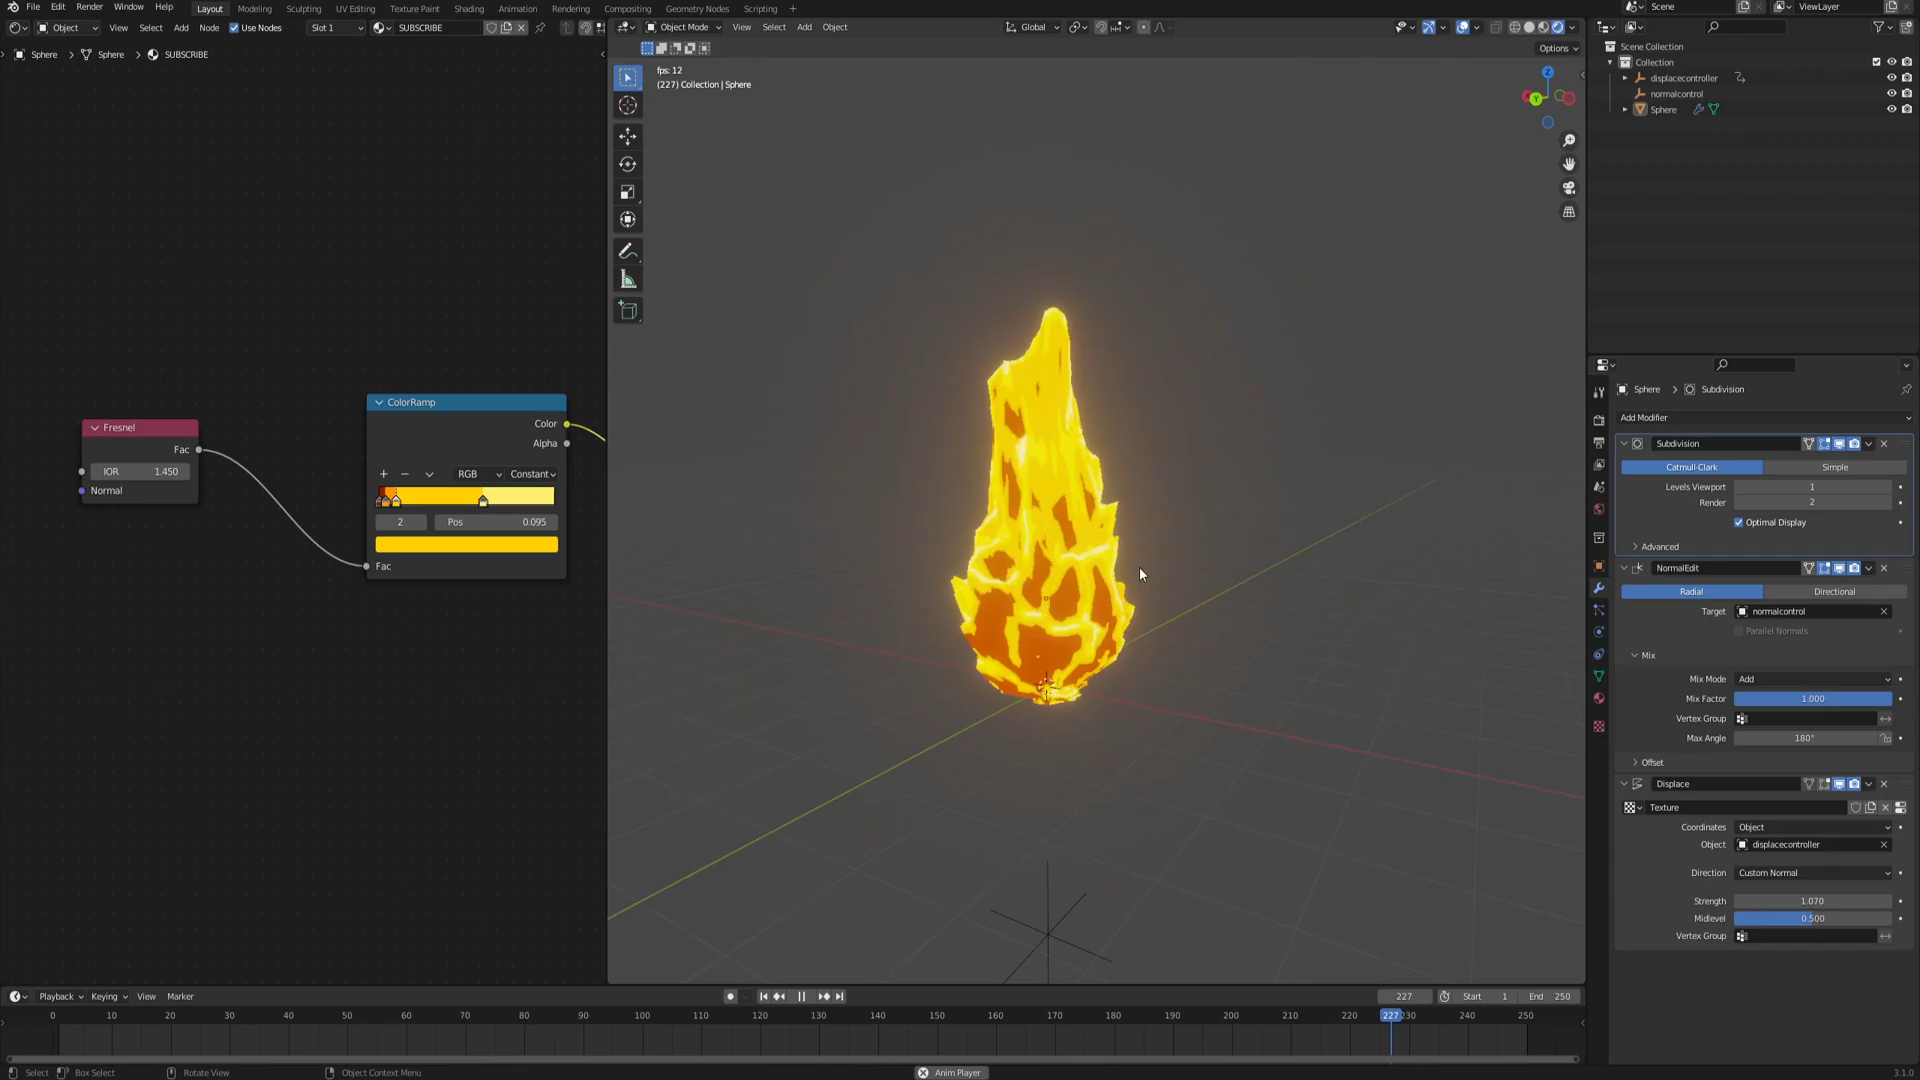 File Edit Render Window Help Layout Modeling Sculpting UV Editing Texture Paint Shading Animation Rendering Compositing Geometry Nodes Scripting + Scene ViewLayer
Object View Select Add Node Use Nodes Slot 1 SUBSCRIBE
Object Mode View Select Add Object Global
Sphere > Sphere > SUBSCRIBE
Options
fps: 12
(227) Collection | Sphere
Z
Y
Scene Collection
Collection
displacecontroller
normalcontrol
Sphere
Fresnel
Fac
IOR 1.450
Normal
ColorRamp
Color
Alpha
+ − RGB Constant
2 Pos 0.095
Fac
Sphere > Subdivision
Add Modifier
Subdivision
Catmull-Clark Simple
Levels Viewport 1
Render 2
Optimal Display
Advanced
NormalEdit
Radial Directional
Target normalcontrol
Parallel Normals
Mix
Mix Mode Add
Mix Factor 1.000
Vertex Group
Max Angle 180°
Offset
Displace
Texture
Coordinates Object
Object displacecontroller
Direction Custom Normal
Strength 1.070
Midlevel 0.500
Vertex Group
Playback Keying View Marker 227 Start 1 End 250
0 10 20 30 40 50 60 70 80 90 100 110 120 130 140 150 160 170 180 190 200 210 220 227 230 240 250
Select Box Select Rotate View Object Context Menu Anim Player 3.1.0